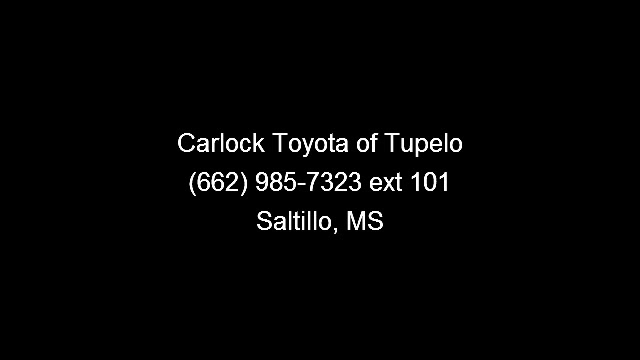 Carlock Toyota of Tupelo
(662) 985-7323 ext 101
Saltillo, MS